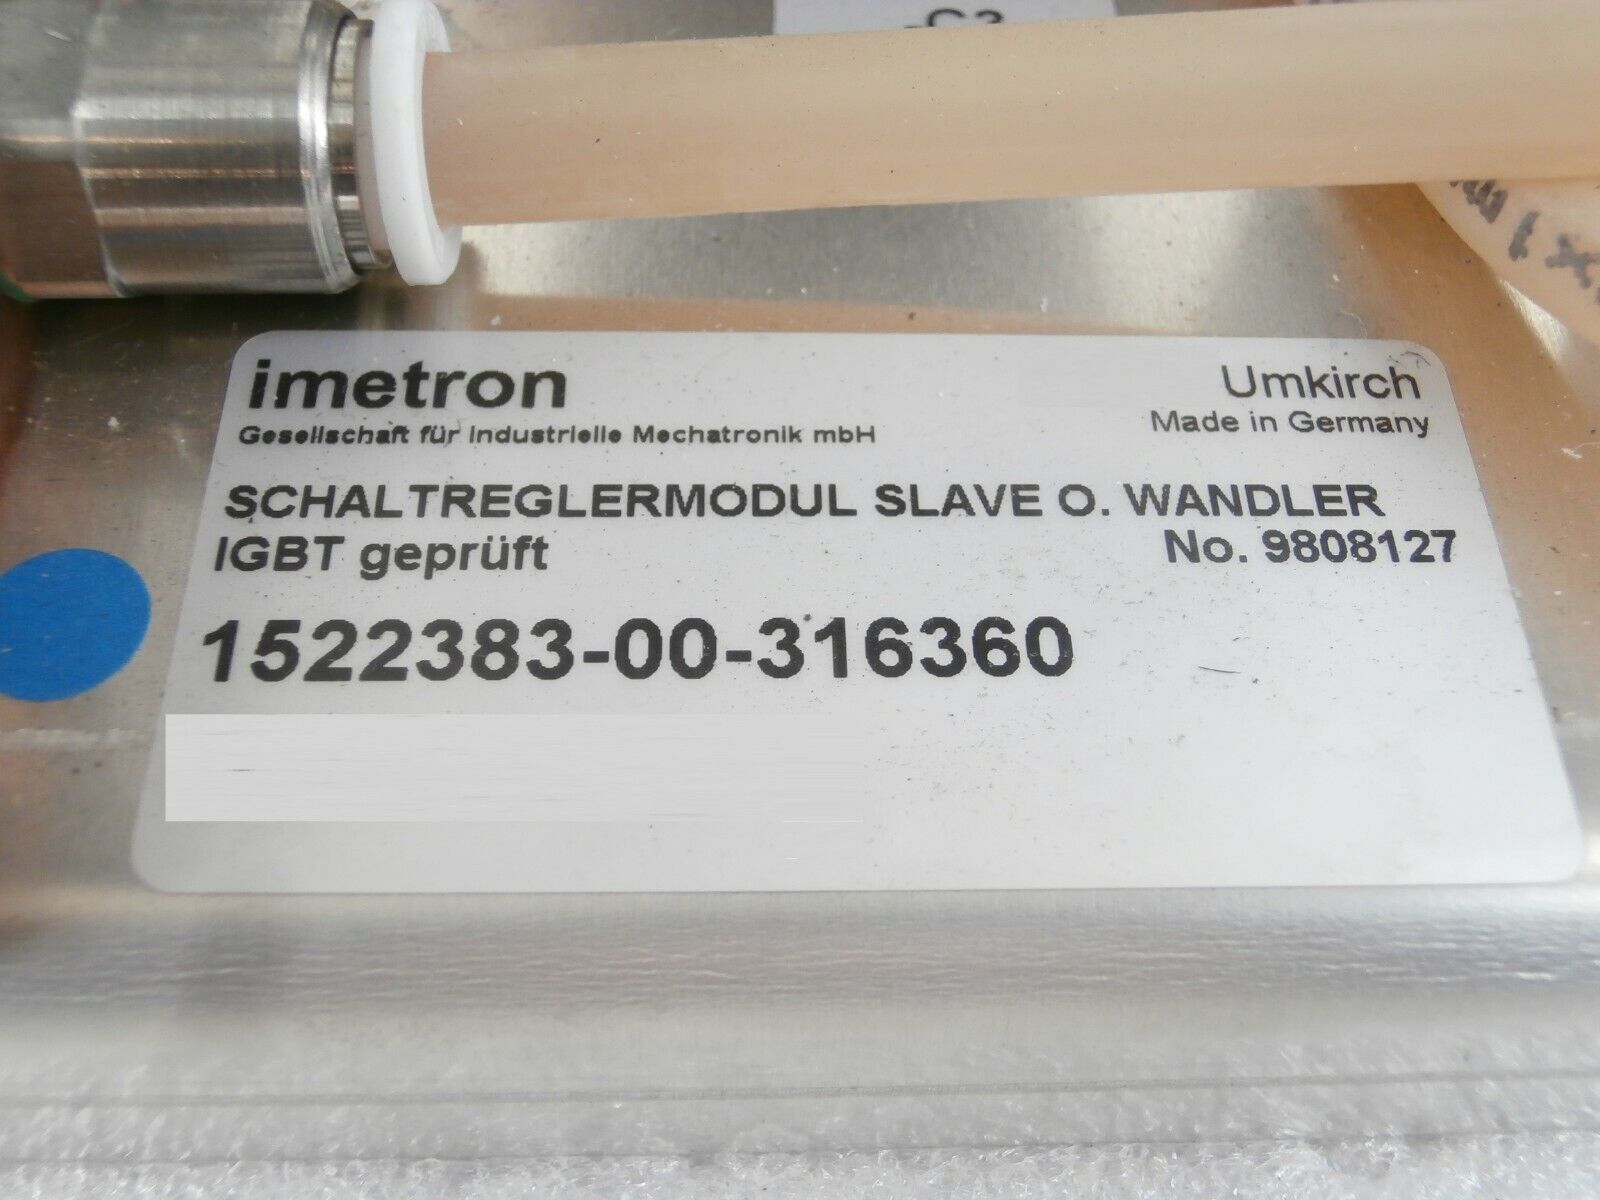 imetron
Gesellschaft für Industrielle Mechatronik mbH
Umkirch
Made in Germany
SCHALTREGLERMODUL SLAVE O. WANDLER
IGBT geprüft
No. 9808127
1522383-00-316360